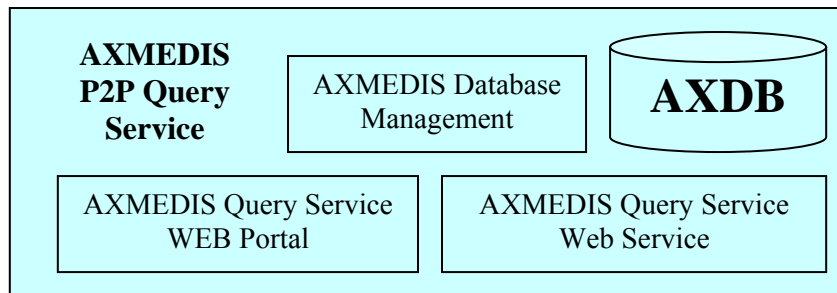 AXMEDIS
P2P Query
Service
AXMEDIS Database
Management
AXDB
AXMEDIS Query Service
WEB Portal
AXMEDIS Query Service
Web Service